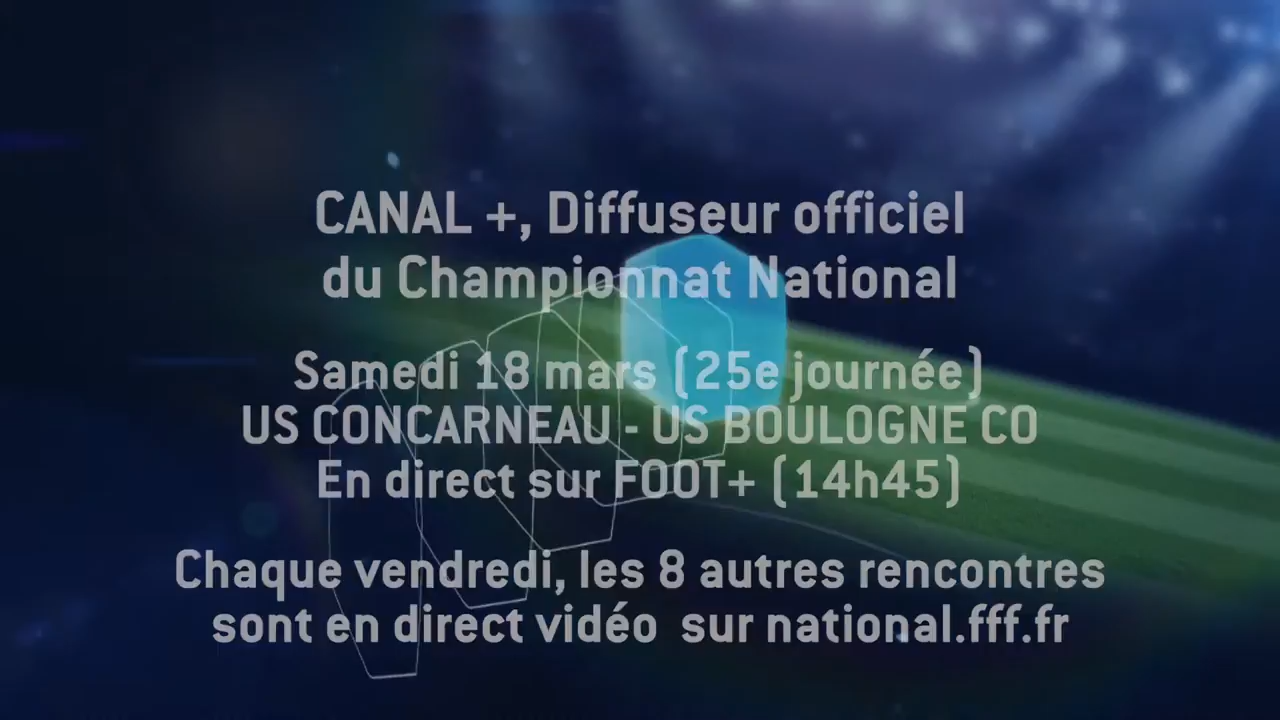 CANAL +, Diffuseur officiel
du Championnat National
Samedi 18 mars (25e journée)
US CONCARNEAU - US BOULOGNE CO
En direct sur FOOT+ (14h45)
Chaque vendredi, les 8 autres rencontres
sont en direct vidéo  sur national.fff.fr